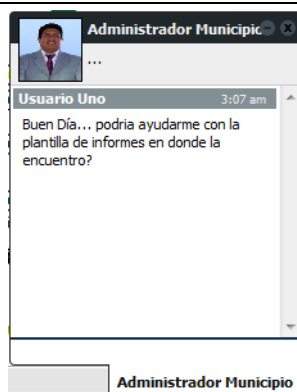 Administrador Municipio
...
Usuario Uno 3:07 am
Buen Día... podria ayudarme con la
plantilla de informes en donde la
encuentro?
Administrador Municipio